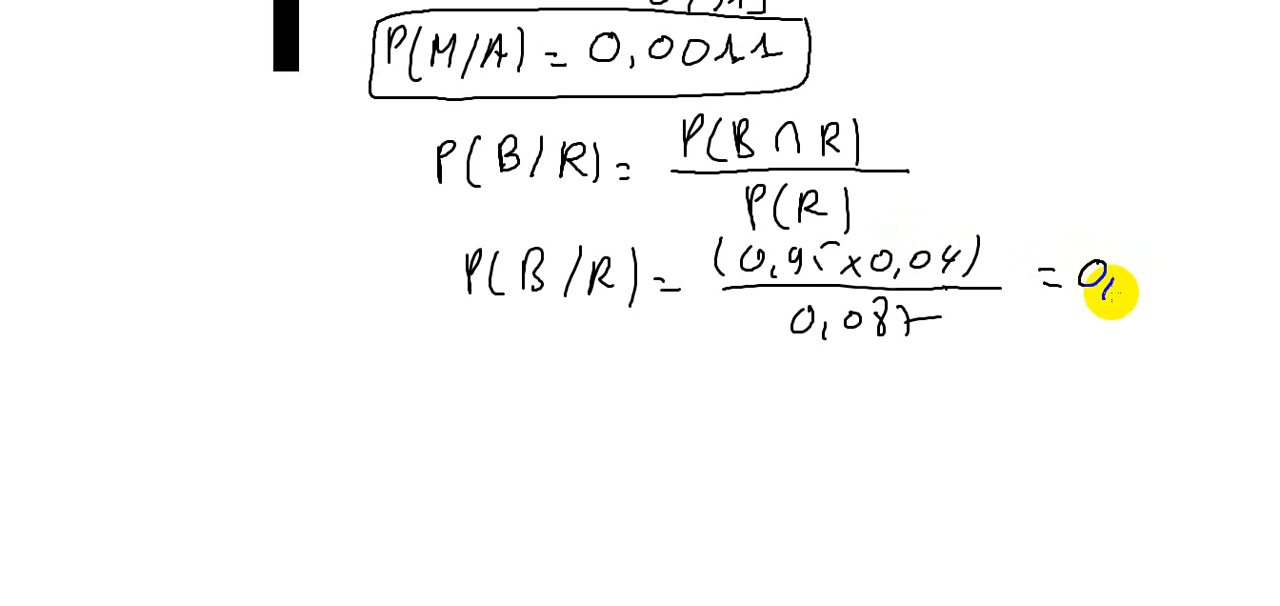 P(M/A) = 0,0011
P(B/R) = P(B ∩ R)
P(R)
P(B/R) = (0,95 x 0,04) = 0,
0,087